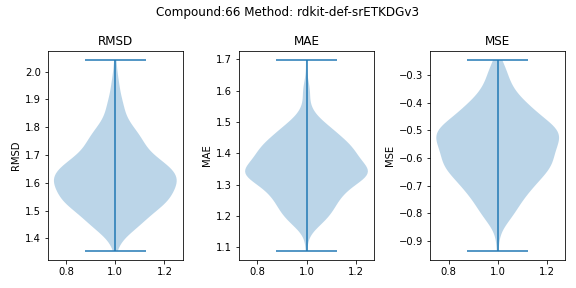 Compound:66 Method: rdkit-def-srETKDGv3
RMSD
MAE
MSE
RMSD
2.0
1.9
1.8
1.7
1.6
1.5
1.4
0.8 1.0 1.2
MAE
1.7
1.6
1.5
1.4
1.3
1.2
1.1
0.8 1.0 1.2
MSE
−0.3
−0.4
−0.5
−0.6
−0.7
−0.8
−0.9
0.8 1.0 1.2